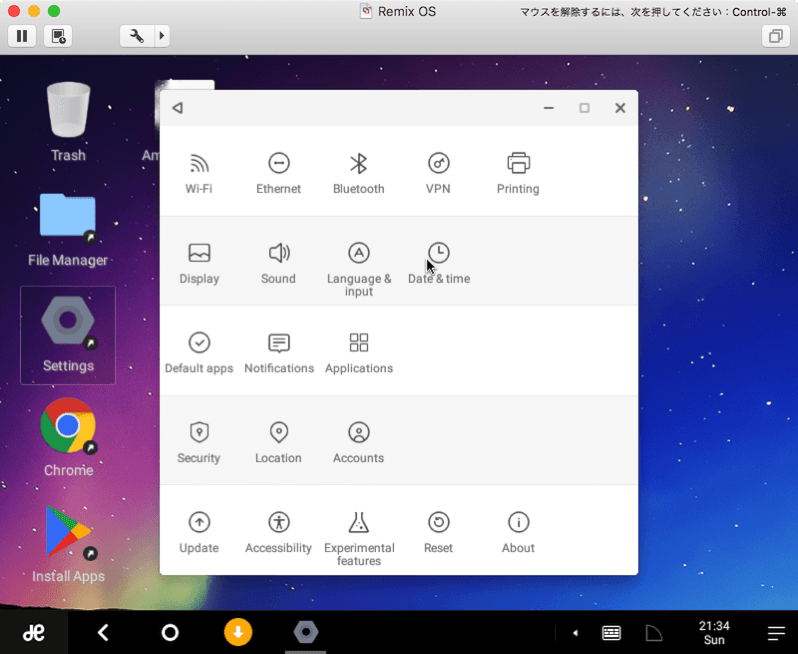 Remix OS
マウスを解除するには、次を押してください：Control-⌘
Trash
Am
File Manager
Settings
Chrome
Install Apps
Wi-Fi
Ethernet
Bluetooth
VPN
Printing
Display
Sound
Language &
input
Date & time
Default apps
Notifications
Applications
Security
Location
Accounts
Update
Accessibility
Experimental
features
Reset
About
21:34
Sun